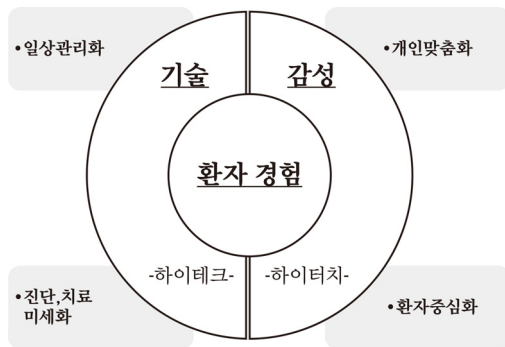 •일상관리화
•개인맞춤화
기술
감성
환자 경험
-하이테크-
-하이터치-
•진단,치료
미세화
•환자중심화